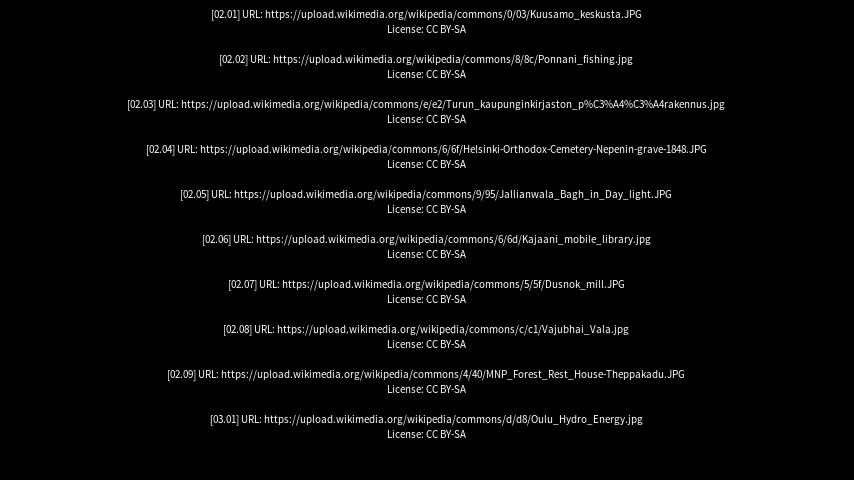 [02.01] URL: https://upload.wikimedia.org/wikipedia/commons/0/03/Kuusamo_keskusta.JPG
License: CC BY-SA
[02.02] URL: https://upload.wikimedia.org/wikipedia/commons/8/8c/Ponnani_fishing.jpg
License: CC BY-SA
[02.03] URL: https://upload.wikimedia.org/wikipedia/commons/e/e2/Turun_kaupunginkirjaston_p%C3%A4%C3%A4rakennus.jpg
License: CC BY-SA
[02.04] URL: https://upload.wikimedia.org/wikipedia/commons/6/6f/Helsinki-Orthodox-Cemetery-Nepenin-grave-1848.JPG
License: CC BY-SA
[02.05] URL: https://upload.wikimedia.org/wikipedia/commons/9/95/Jallianwala_Bagh_in_Day_light.JPG
License: CC BY-SA
[02.06] URL: https://upload.wikimedia.org/wikipedia/commons/6/6d/Kajaani_mobile_library.jpg
License: CC BY-SA
[02.07] URL: https://upload.wikimedia.org/wikipedia/commons/5/5f/Dusnok_mill.JPG
License: CC BY-SA
[02.08] URL: https://upload.wikimedia.org/wikipedia/commons/c/c1/Vajubhai_Vala.jpg
License: CC BY-SA
[02.09] URL: https://upload.wikimedia.org/wikipedia/commons/4/40/MNP_Forest_Rest_House-Theppakadu.JPG
License: CC BY-SA
[03.01] URL: https://upload.wikimedia.org/wikipedia/commons/d/d8/Oulu_Hydro_Energy.jpg
License: CC BY-SA